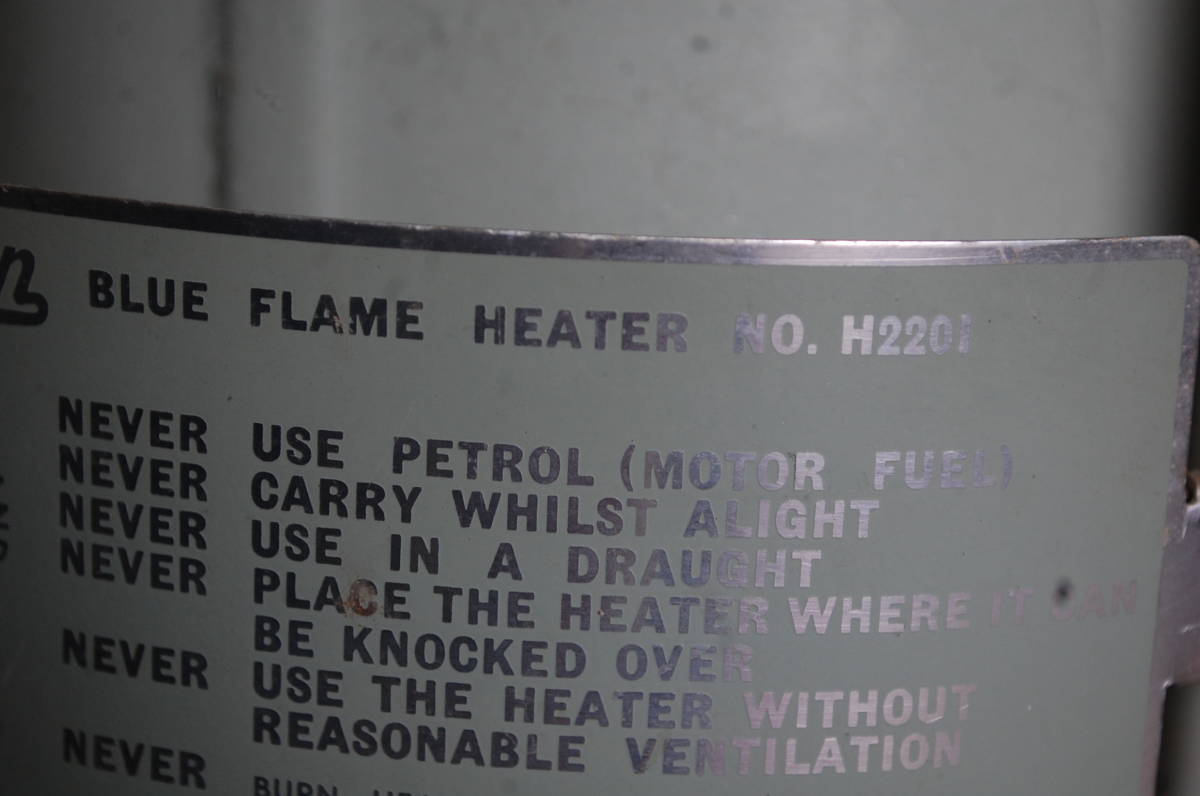 BLUE FLAME HEATER NO. H2201
NEVER USE PETROL (MOTOR FUEL)
NEVER CARRY WHILST ALIGHT
NEVER USE IN A DRAUGHT
NEVER PLACE THE HEATER WHERE IT CAN
BE KNOCKED OVER
NEVER USE THE HEATER WITHOUT
REASONABLE VENTILATION
NEVER BURN